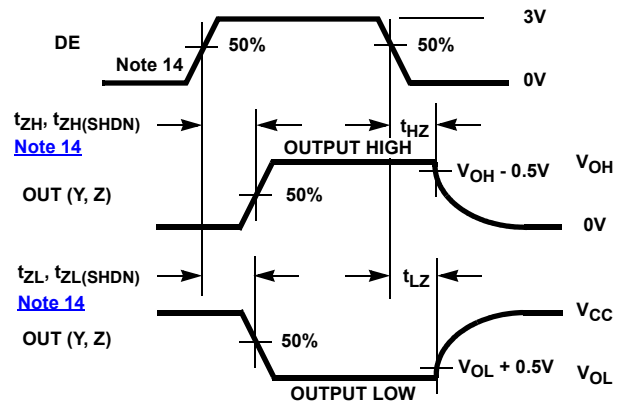 3V
DE
50%
50%
Note 14
0V
tZH, tZH(SHDN)
Note 14
tHZ
OUTPUT HIGH
VOH - 0.5V
VOH
OUT (Y, Z)
50%
0V
tZL, tZL(SHDN)
Note 14
tLZ
VCC
OUT (Y, Z)
50%
VOL + 0.5V
VOL
OUTPUT LOW